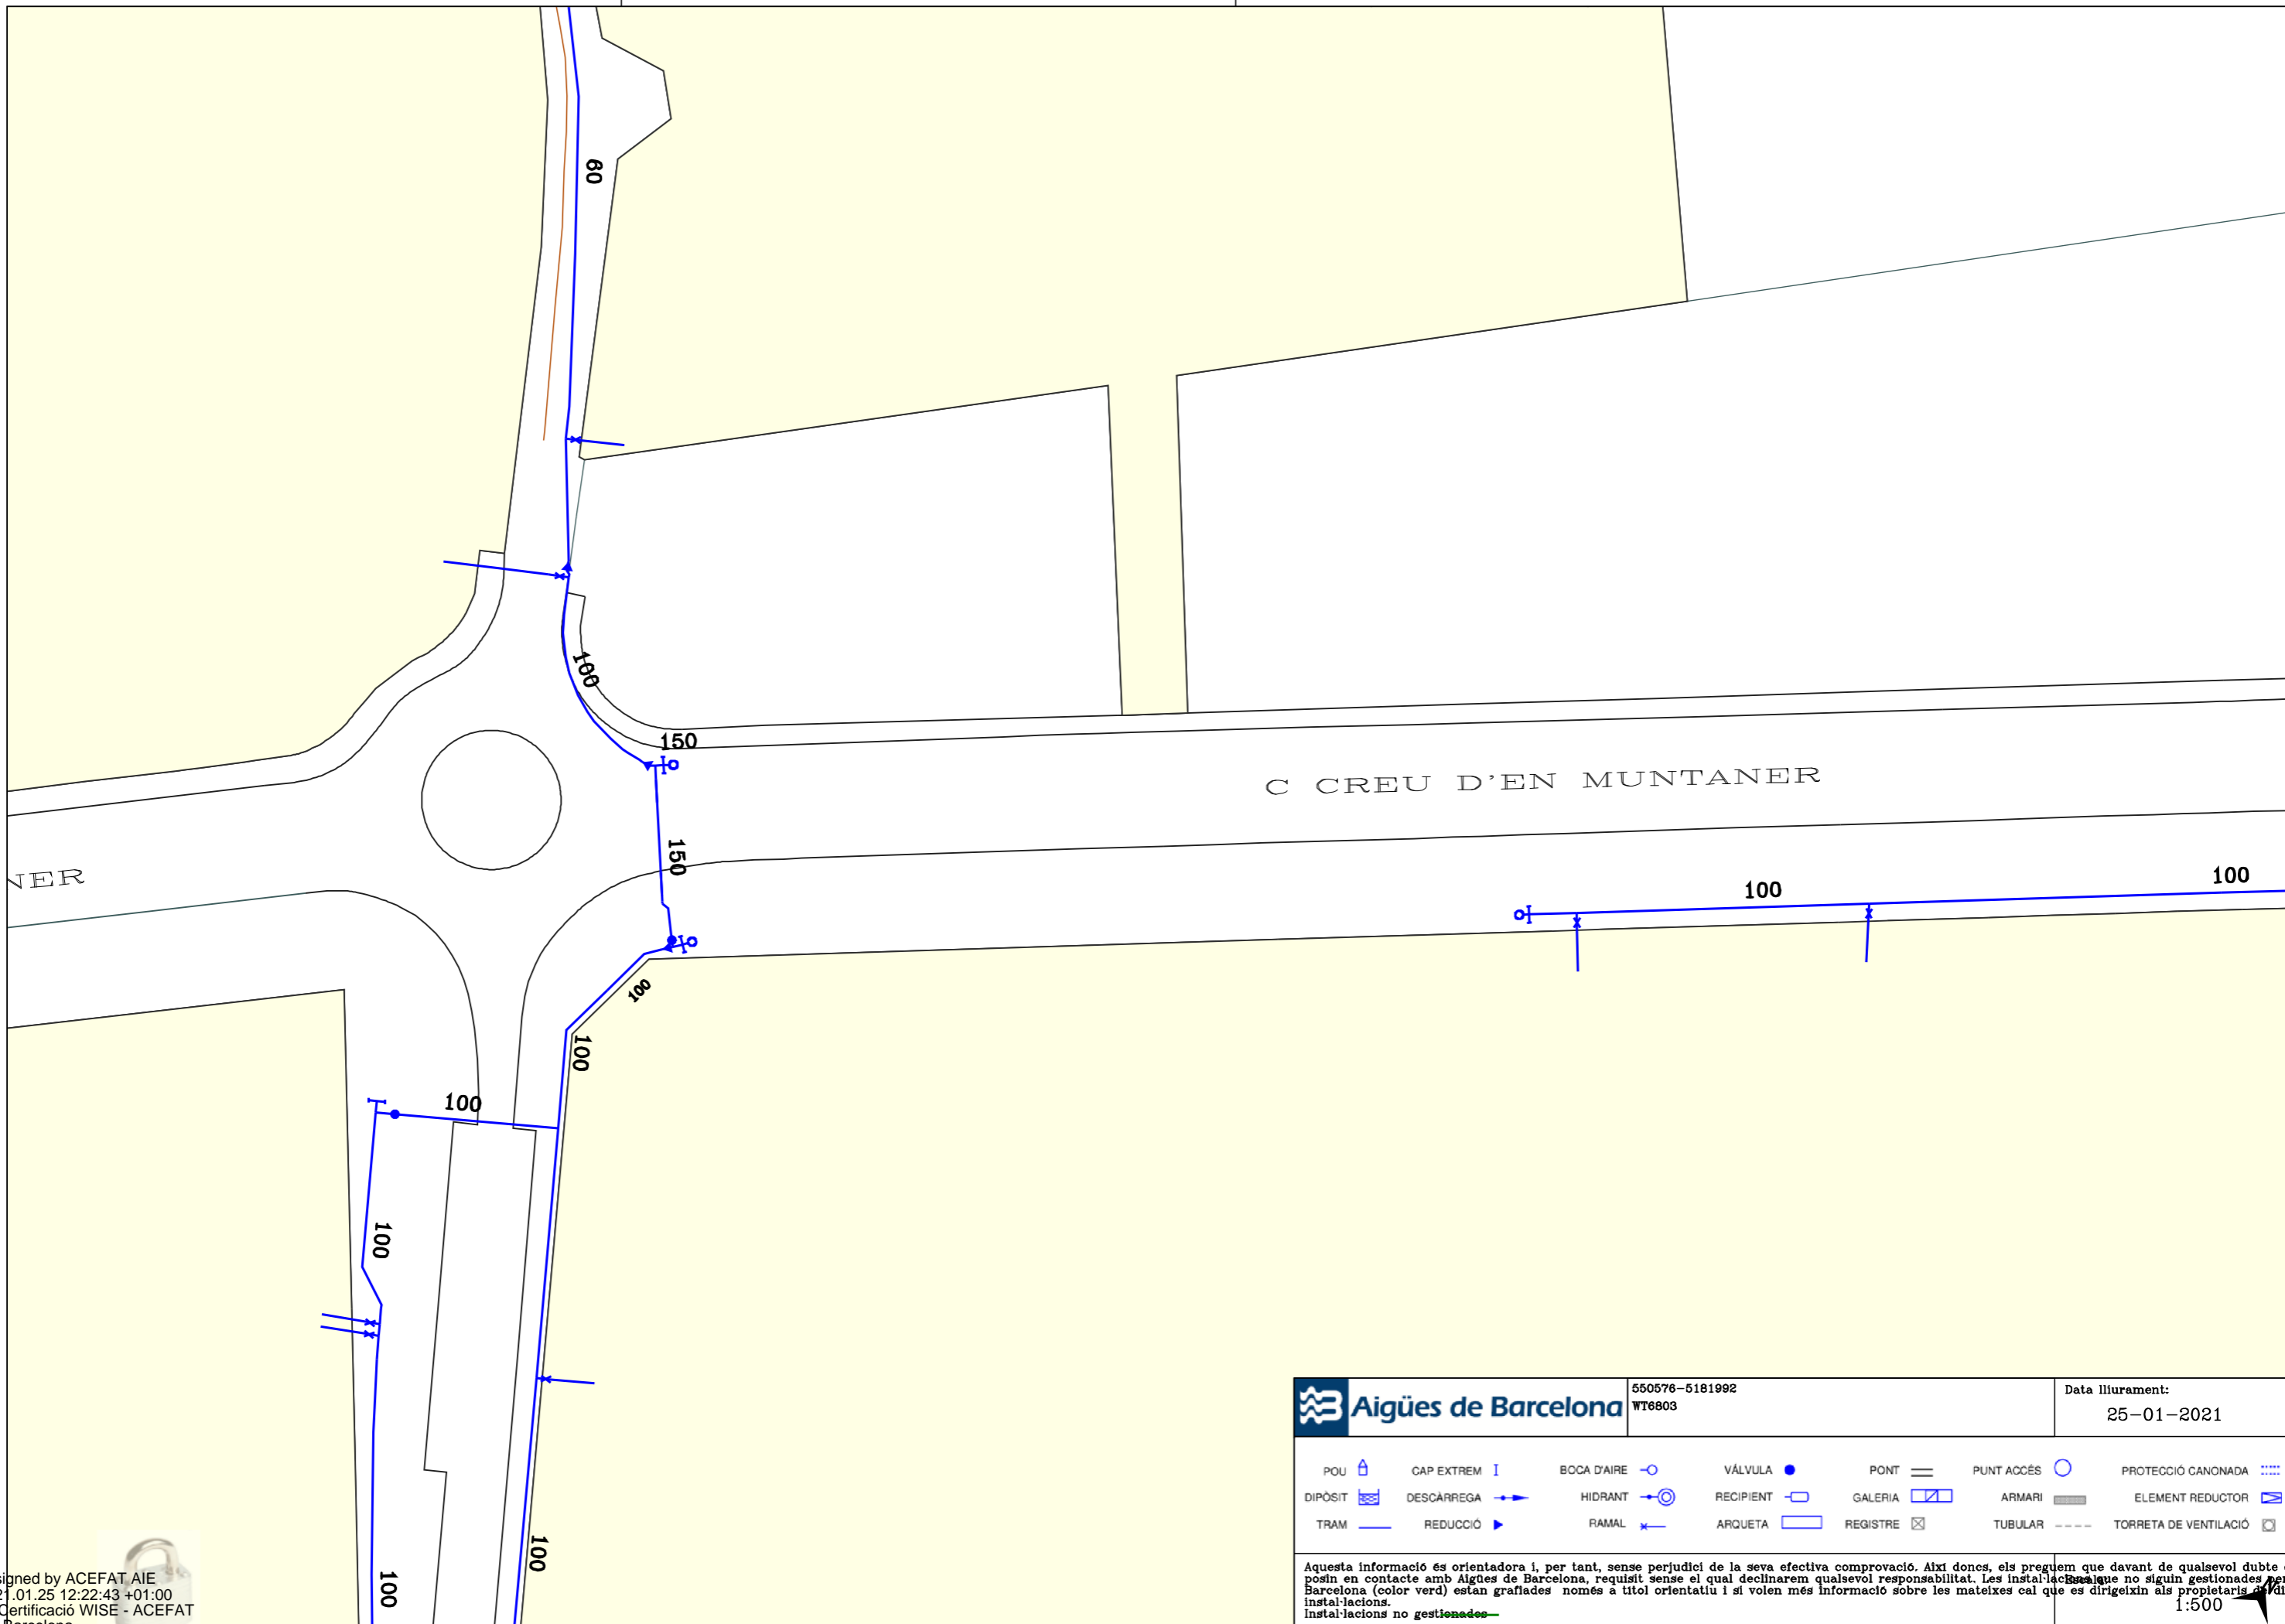 80
100
150
C CREU D'EN MUNTANER
150
NER
100
100
100
100
100
100
100
100
Aigües de Barcelona
550576-5181992
WT6803
Data lliurament:
25-01-2021
POU CAP EXTREM BOCA D'AIRE VÁLVULA PONT PUNT ACCÉS PROTECCIÓ CANONADA
DIPÒSIT DESCÀRREGA HIDRANT RECIPIENT GALERIA ARMARI ELEMENT REDUCTOR
TRAM REDUCCIÓ RAMAL ARQUETA REGISTRE TUBULAR TORRETA DE VENTILACIÓ
Aquesta informació és orientadora i, per tant, sense perjudici de la seva efectiva comprovació. Així doncs, els preguem que davant de qualsevol dubte
posin en contacte amb Aigües de Barcelona, requisit sense el qual declinarem qualsevol responsabilitat. Les instal·lacions que no siguin gestionades per
Barcelona (color verd) estan grafiades només a títol orientatiu i si volen més informació sobre les mateixes cal que es dirigeixin als propietaris
instal·lacions.
Instal·lacions no gestionades
Escala:
1:500
igned by ACEFAT AIE
1.01.25 12:22:43 +01:00
Certificació WISE - ACEFAT
Barcelona